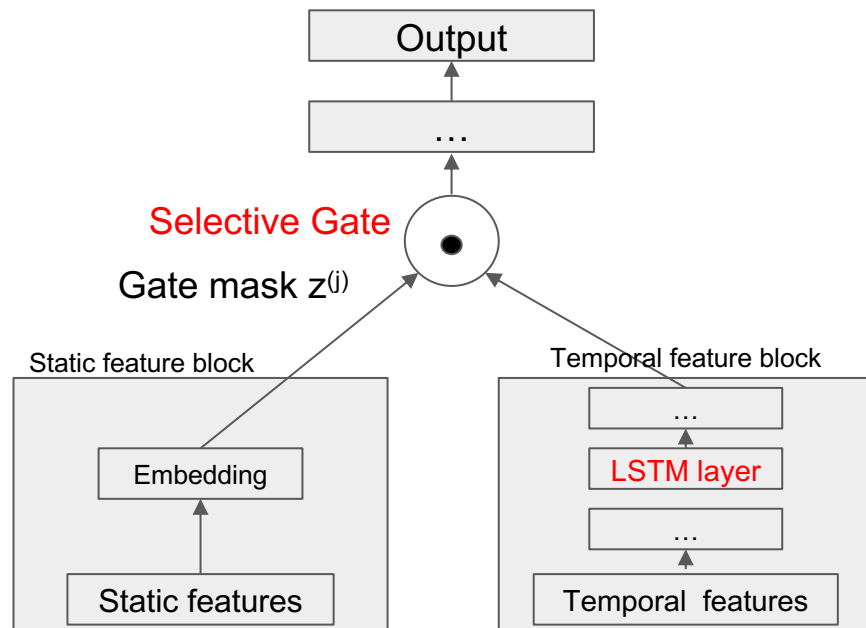 Output
...
Selective Gate
Gate mask z(j)
Static feature block
Temporal feature block
...
Embedding
LSTM layer
...
Static features
Temporal features